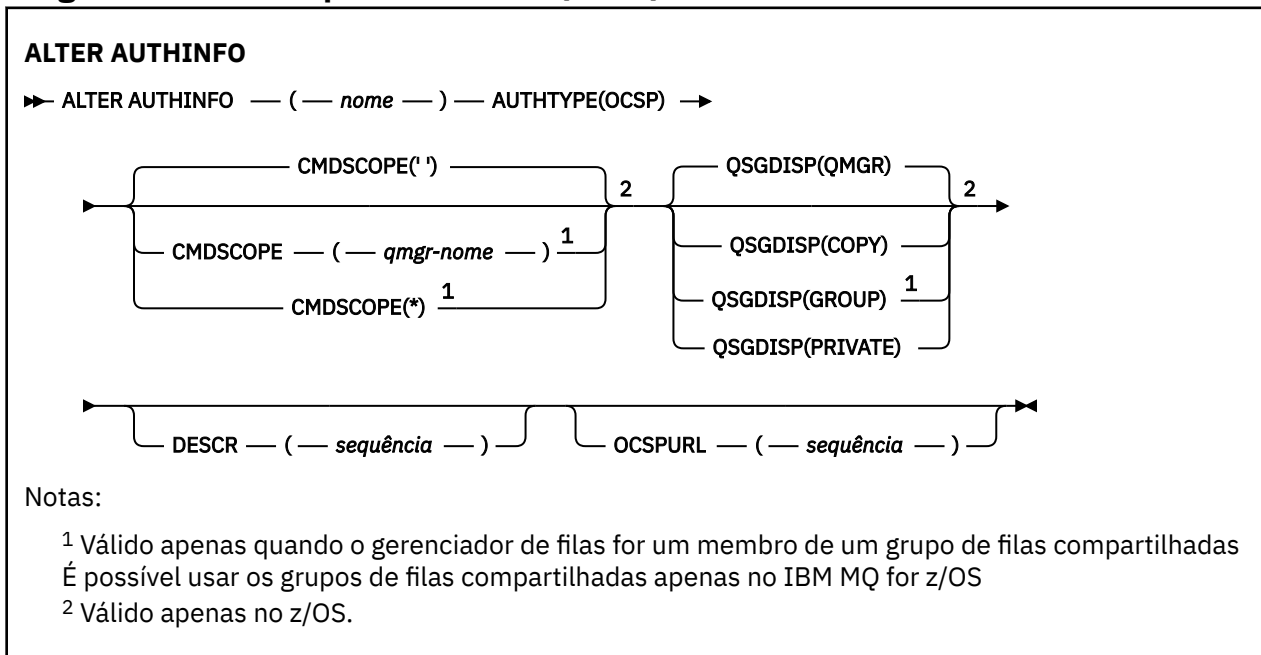 ALTER AUTHINFO
ALTER AUTHINFO ( nome ) AUTHTYPE(OCSP)
CMDSCOPE(' ')
CMDSCOPE ( qmgr-nome ) 1
CMDSCOPE(*) 1
2
QSGDISP(QMGR)
QSGDISP(COPY)
QSGDISP(GROUP) 1
QSGDISP(PRIVATE)
2
DESCR ( sequência )
OCSPURL ( sequência )
Notas:
1 Válido apenas quando o gerenciador de filas for um membro de um grupo de filas compartilhadas
É possível usar os grupos de filas compartilhadas apenas no IBM MQ for z/OS
2 Válido apenas no z/OS.